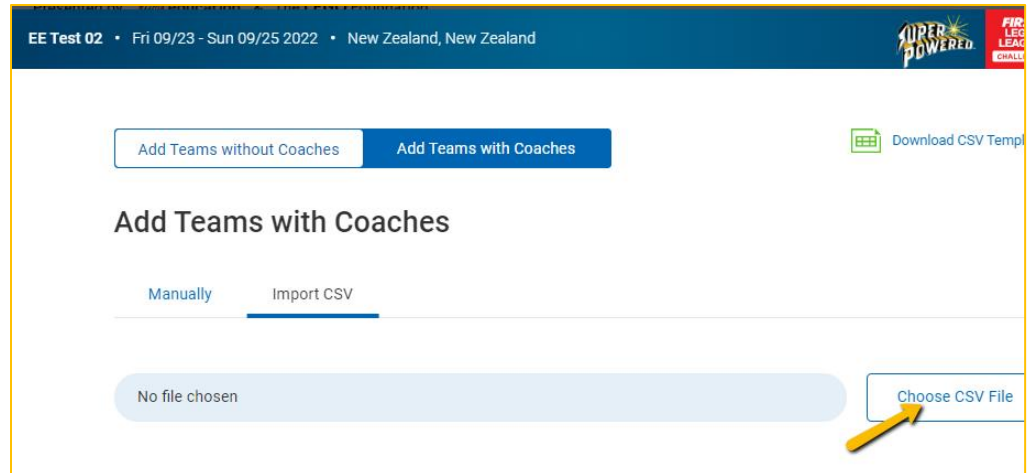 EE Test 02 • Fri 09/23 - Sun 09/25 2022 • New Zealand, New Zealand
SUPER
POWERED
Add Teams without Coaches Add Teams with Coaches Download CSV Templ
Add Teams with Coaches
Manually Import CSV
No file chosen Choose CSV File